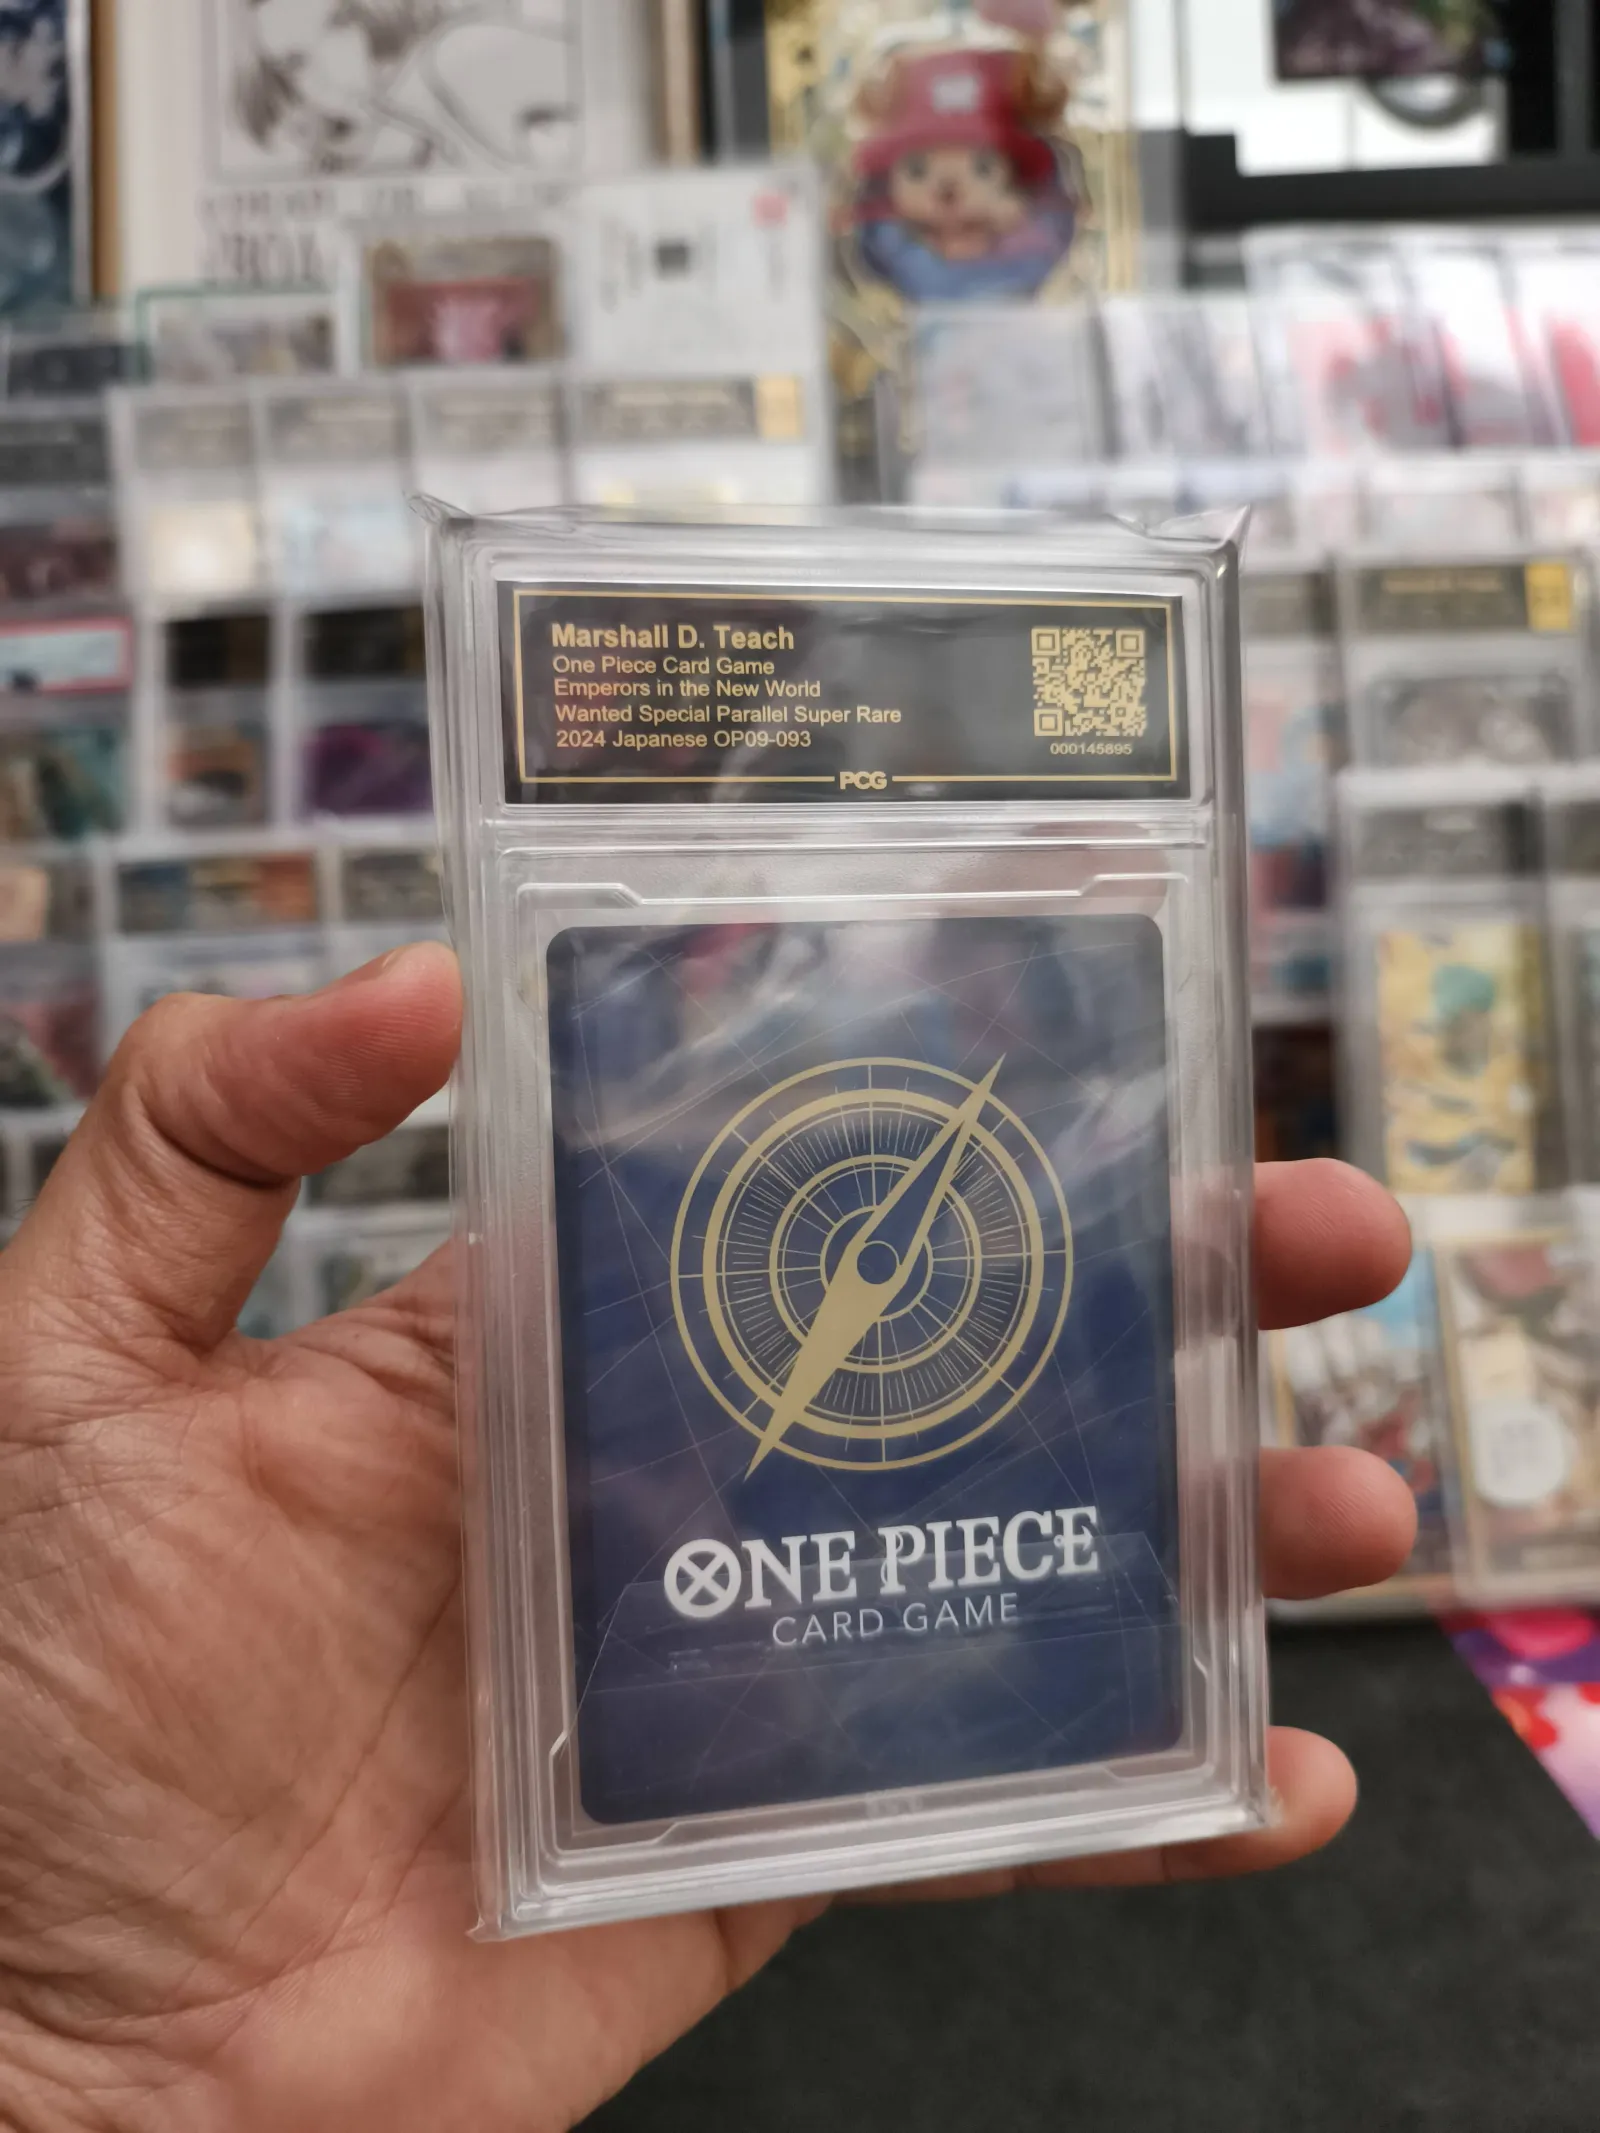 Marshall D. Teach
One Piece Card Game
Emperors in the New World
Wanted Special Parallel Super Rare
2024 Japanese OP09-093
000145895
PCG
ONE PIECE
CARD GAME